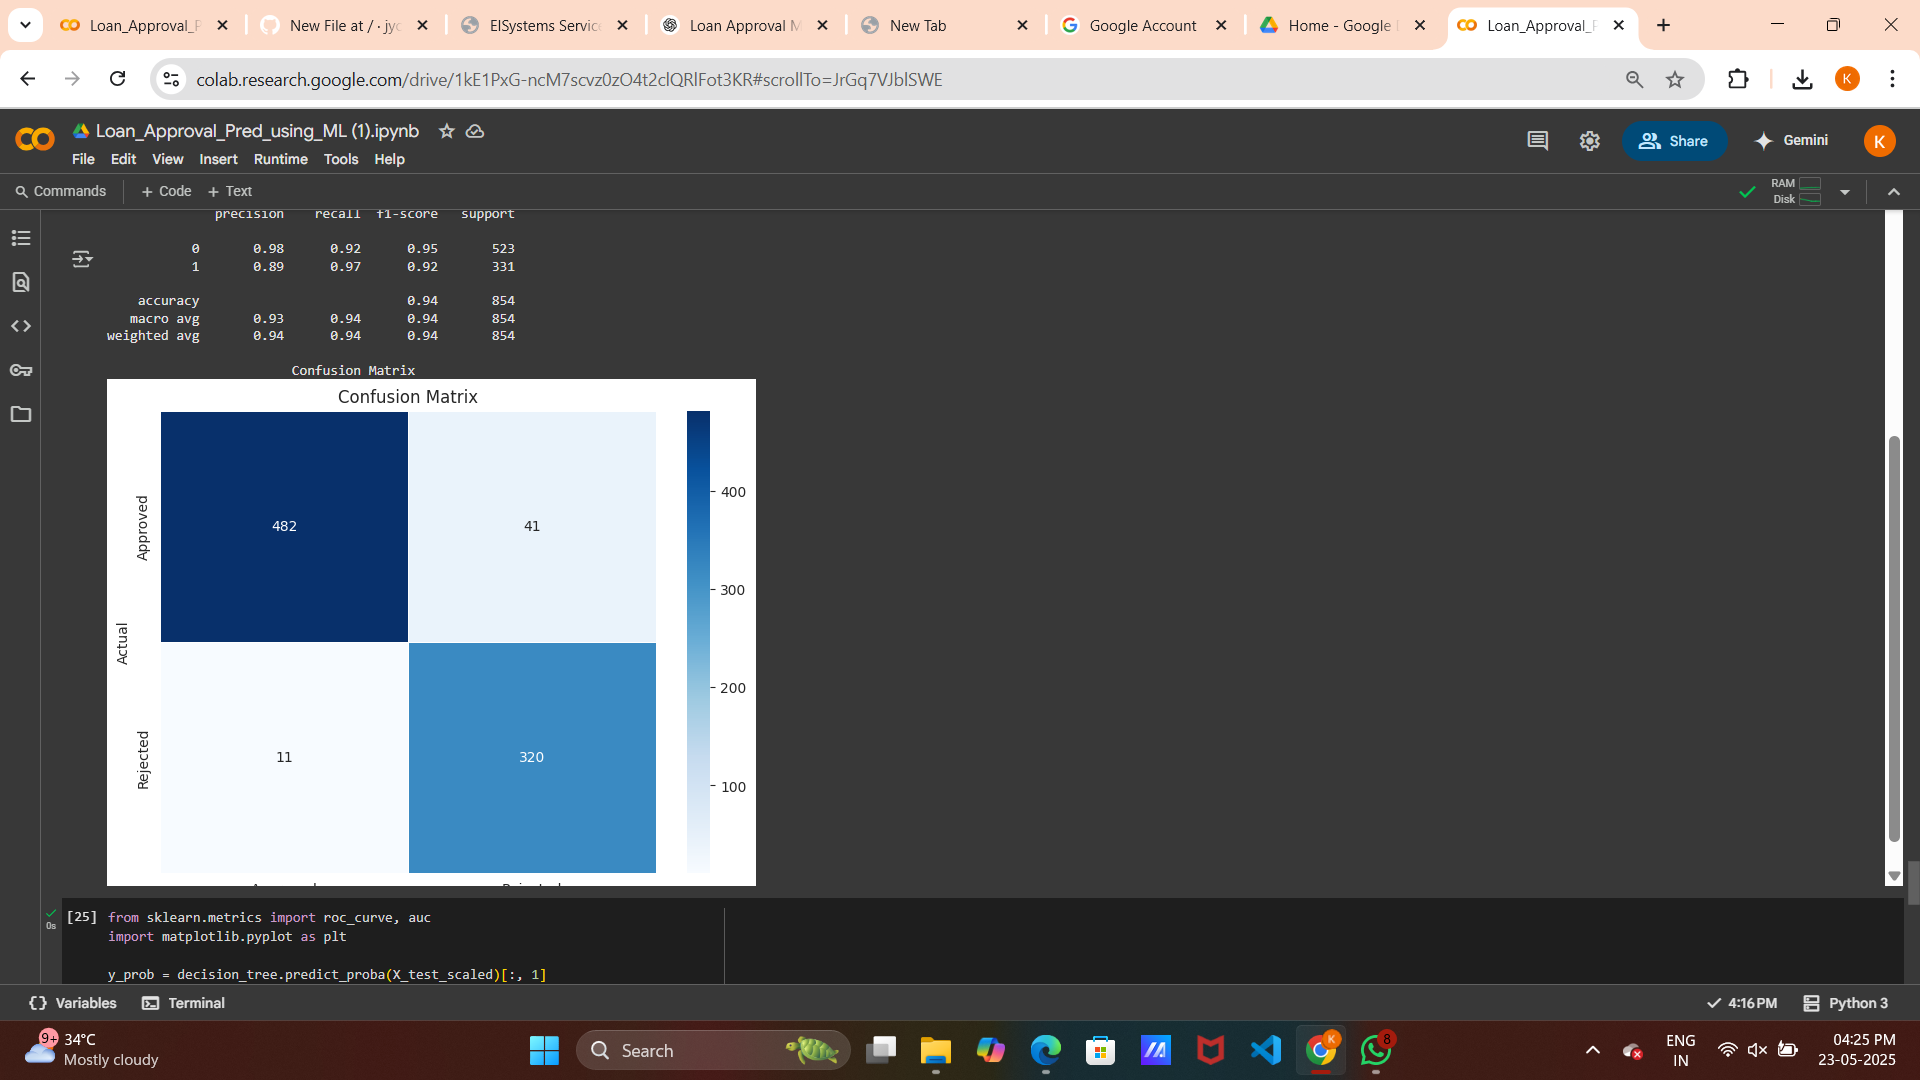 Loan_Approval_P
New File at / · jyo
EISystems Service
Loan Approval M
New Tab
Google Account
Home - Google
Loan_Approval_P
colab.research.google.com/drive/1kE1PxG-ncM7scvz0zO4t2clQRlFot3KR#scrollTo=JrGq7VJblSWE
K
Loan_Approval_Pred_using_ML (1).ipynb
File Edit View Insert Runtime Tools Help
Share
Gemini
K
Commands + Code + Text
RAM
Disk
precision recall f1-score support
0 0.98 0.92 0.95 523
1 0.89 0.97 0.92 331
accuracy 0.94 854
macro avg 0.93 0.94 0.94 854
weighted avg 0.94 0.94 0.94 854
Confusion Matrix
Confusion Matrix
Approved
482 41
400
300
Actual
200
Rejected
11 320
100
0s
[25] from sklearn.metrics import roc_curve, auc
import matplotlib.pyplot as plt
y_prob = decision_tree.predict_proba(X_test_scaled)[:, 1]
Variables Terminal
4:16 PM Python 3
9+
34°C
Mostly cloudy
Search
K
8
ENG
IN
04:25 PM
23-05-2025